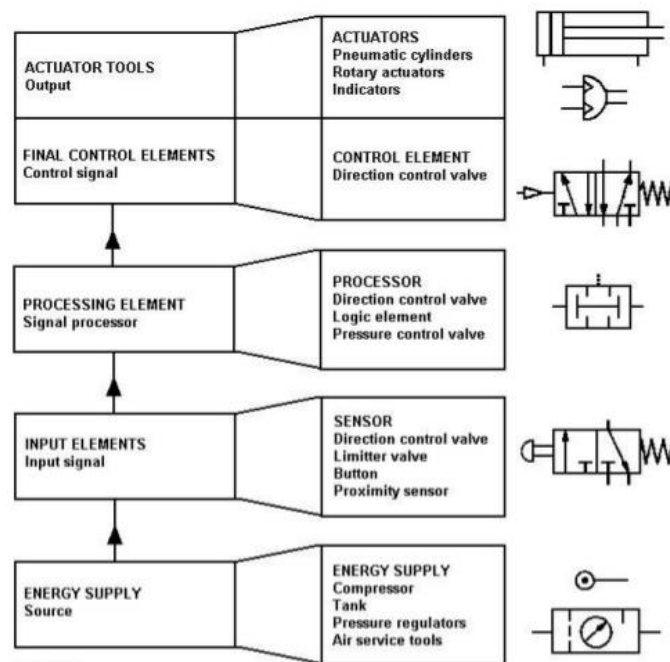 ACTUATOR TOOLS
Output
ACTUATORS
Pneumatic cylinders
Rotary actuators
Indicators
FINAL CONTROL ELEMENTS
Control signal
CONTROL ELEMENT
Direction control valve
PROCESSING ELEMENT
Signal processor
PROCESSOR
Direction control valve
Logic element
Pressure control valve
INPUT ELEMENTS
Input signal
SENSOR
Direction control valve
Limitter valve
Button
Proximity sensor
ENERGY SUPPLY
Source
ENERGY SUPPLY
Compressor
Tank
Pressure regulators
Air service tools